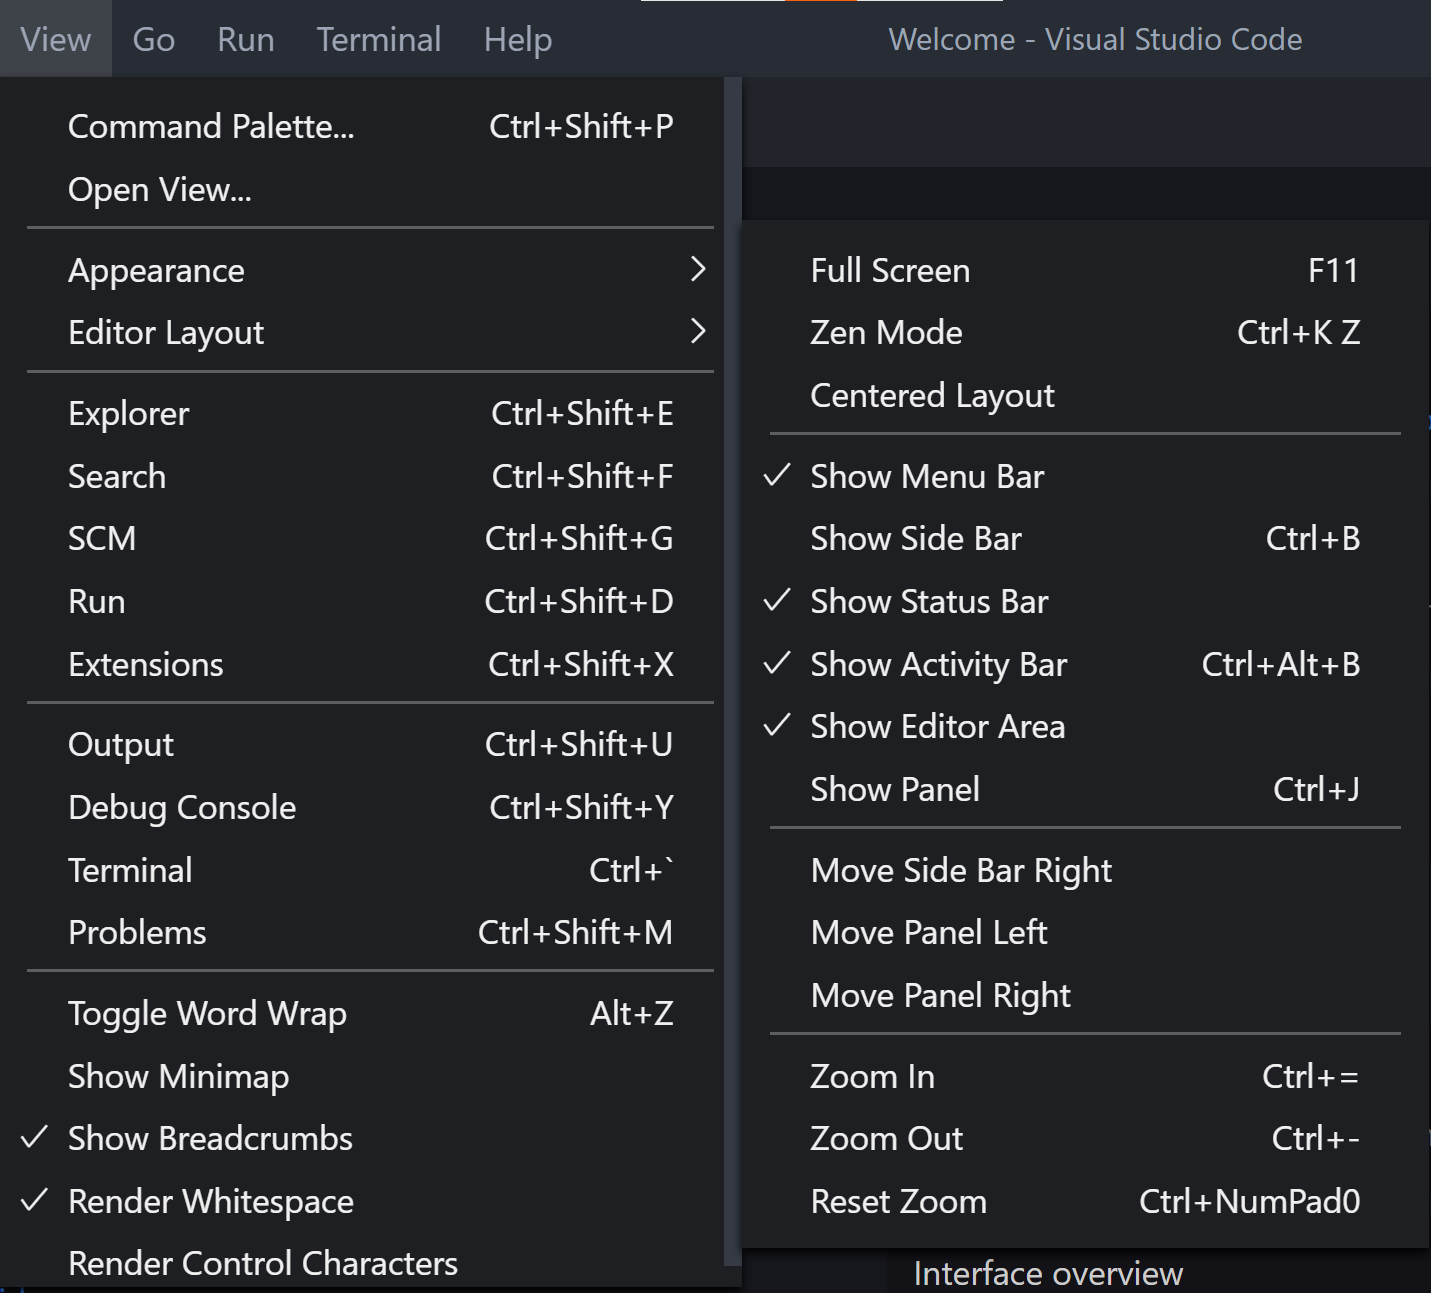 View Go Run Terminal Help Welcome - Visual Studio Code
Command Palette... Ctrl+Shift+P
Open View...
Appearance
Editor Layout
Explorer Ctrl+Shift+E
Search Ctrl+Shift+F
SCM Ctrl+Shift+G
Run Ctrl+Shift+D
Extensions Ctrl+Shift+X
Output Ctrl+Shift+U
Debug Console Ctrl+Shift+Y
Terminal Ctrl+`
Problems Ctrl+Shift+M
Toggle Word Wrap Alt+Z
Show Minimap
Show Breadcrumbs
Render Whitespace
Render Control Characters
Full Screen F11
Zen Mode Ctrl+K Z
Centered Layout
Show Menu Bar
Show Side Bar Ctrl+B
Show Status Bar
Show Activity Bar Ctrl+Alt+B
Show Editor Area
Show Panel Ctrl+J
Move Side Bar Right
Move Panel Left
Move Panel Right
Zoom In Ctrl+=
Zoom Out Ctrl+-
Reset Zoom Ctrl+NumPad0
Interface overview